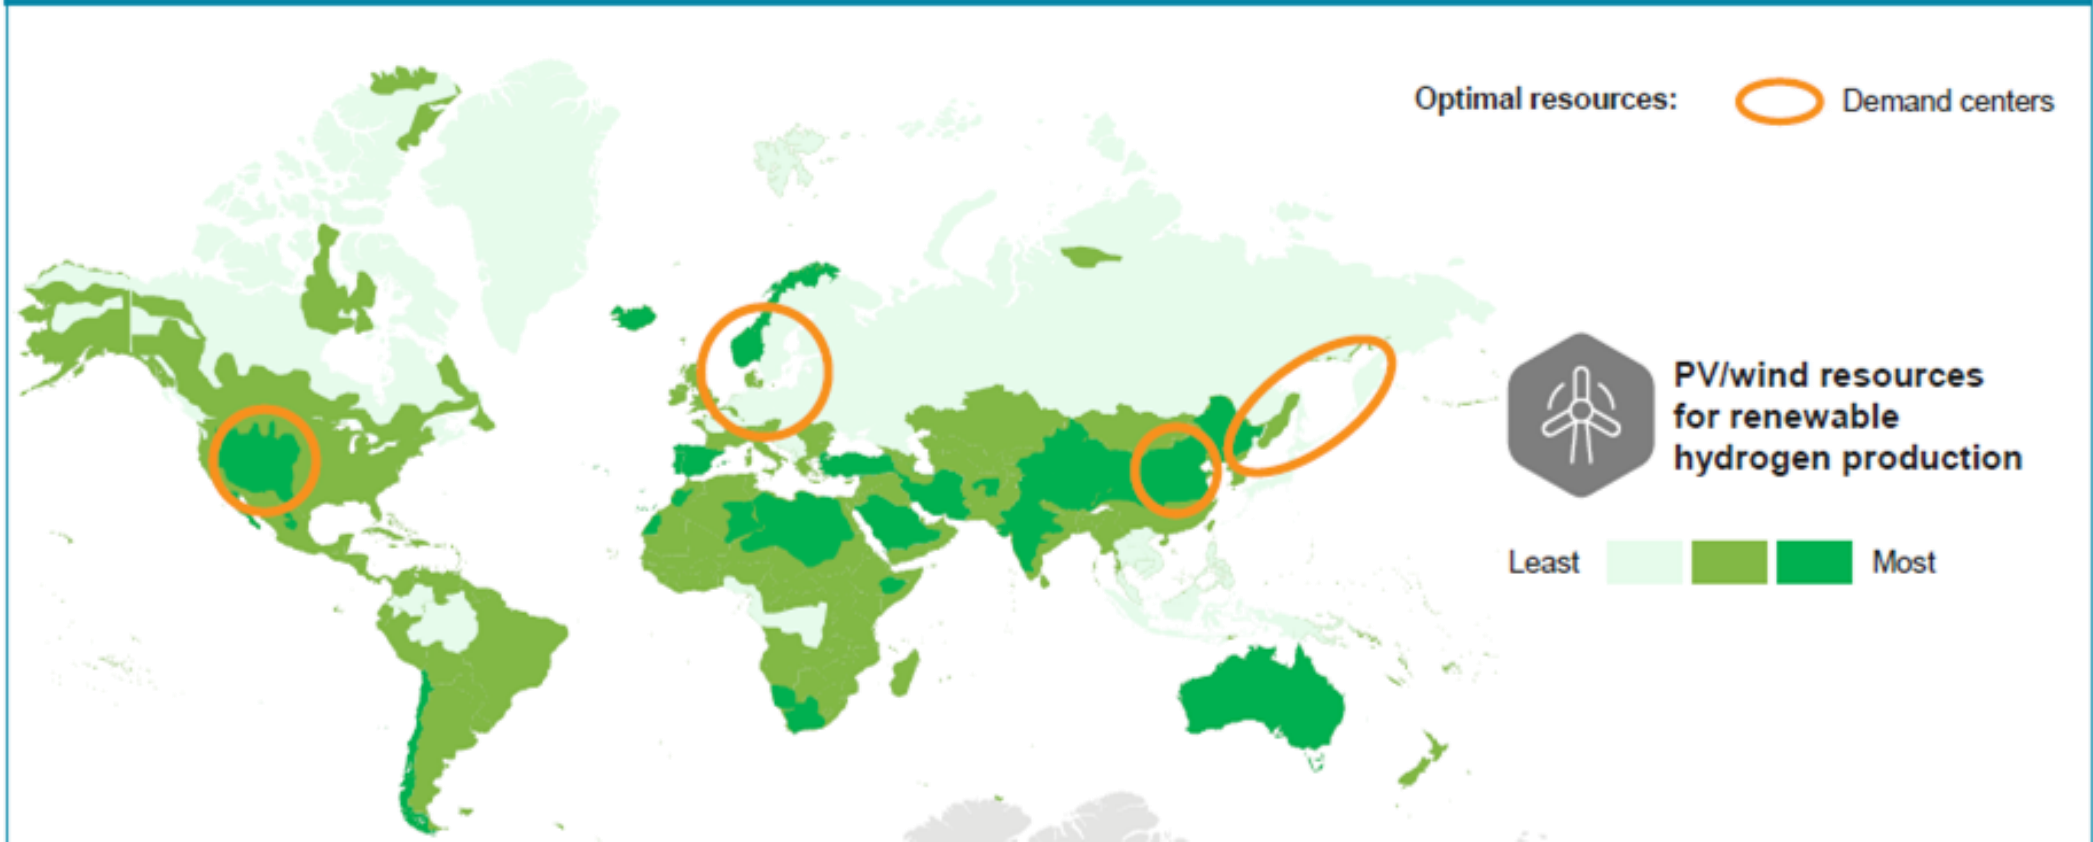 Optimal resources:
Demand centers
PV/wind resources
for renewable
hydrogen production
Least
Most